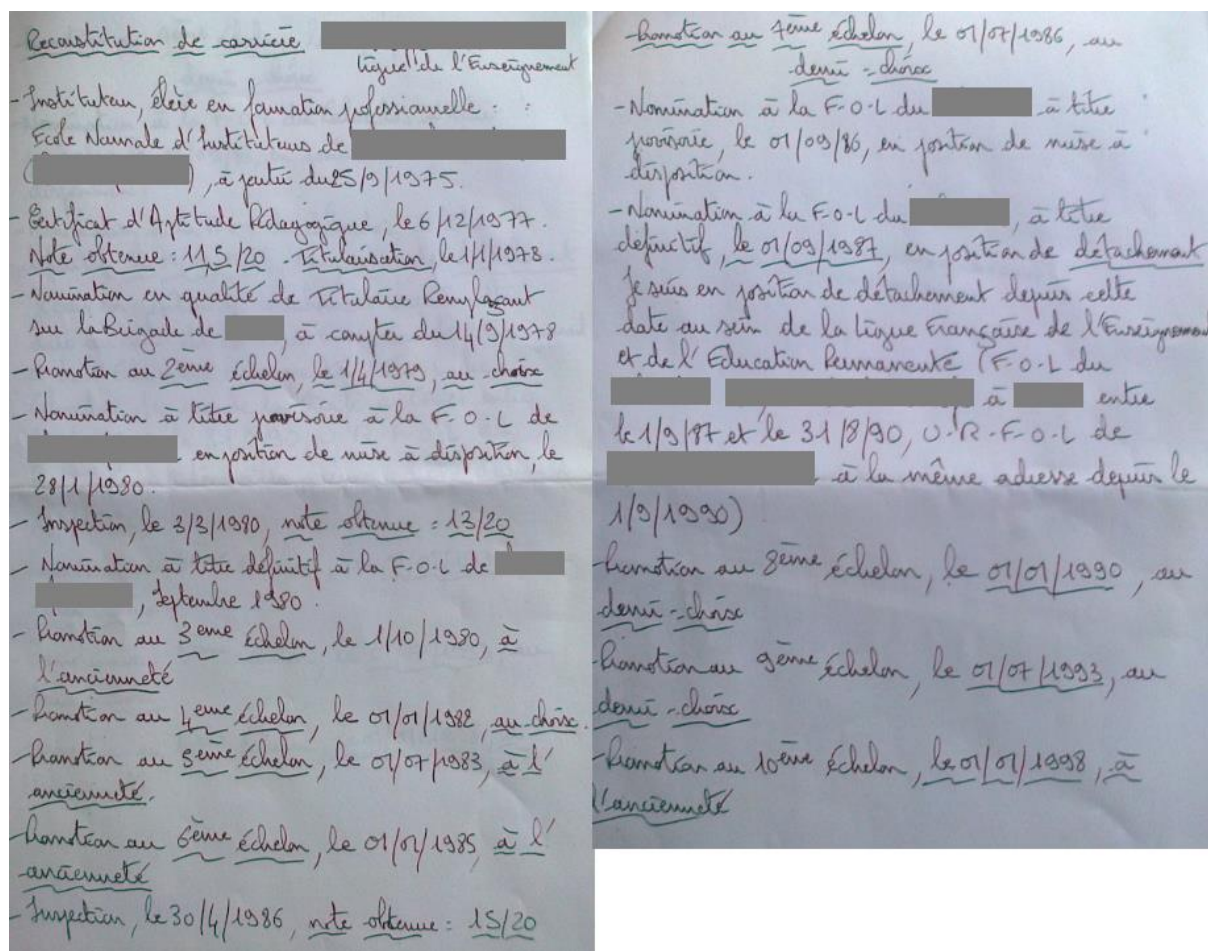 Reconstitution de carrière
Ligue de l'Enseignement
- Instituteur, élève en formation professionnelle :
Ecole Normale d'Instituteurs de
( ), à partir du 25/9/1975.
- Certificat d'Aptitude Pédagogique, le 6/12/1977.
Note obtenue : 11,5/20 - Titularisation, le 1/1/1978.
- Nomination en qualité de Titulaire Remplaçant
sur la Brigade de , à compter du 14/9/1978
- Promotion au 2ème échelon, le 1/4/1979, au choix
- Nomination à titre provisoire à la F.O.L de
en position de mise à disposition, le
28/1/1980.
- Inspection, le 3/3/1980, note obtenue : 13/20
- Nomination à titre définitif à la F.O.L de
, Septembre 1980.
- Promotion au 3ème échelon, le 1/10/1980, à
l'ancienneté
- Promotion au 4ème échelon, le 01/01/1982, au choix.
- Promotion au 5ème échelon, le 01/07/1983, à l'
ancienneté.
- Promotion au 6ème échelon, le à l'
ancienneté
- Inspection, le 30/4/1986, note obtenue : 15/20
- Promotion au 7ème échelon, le 01/07/1986, au
demi-choix
- Nomination à la F.O.L du à titre
provisoire, le 01/09/86, en position de mise à
disposition.
- Nomination à la F.O.L du , à titre
définitif, le 01/09/1987, en position de détachement
Je suis en position de détachement depuis cette
date au sein de la Ligue Française de l'Enseignement
et de l'Education Permanente (F.O.L du
à entre
le 1/9/87 et le 31/8/90, U.R.F.O.L de
à la même adresse depuis le
1/9/1990)
- Promotion au 8ème échelon, le 01/01/1990, au
demi-choix
- Promotion au 9ème échelon, le 01/07/1993, au
demi-choix
- Promotion au 10ème échelon, le 01/01/1998, à
l'ancienneté